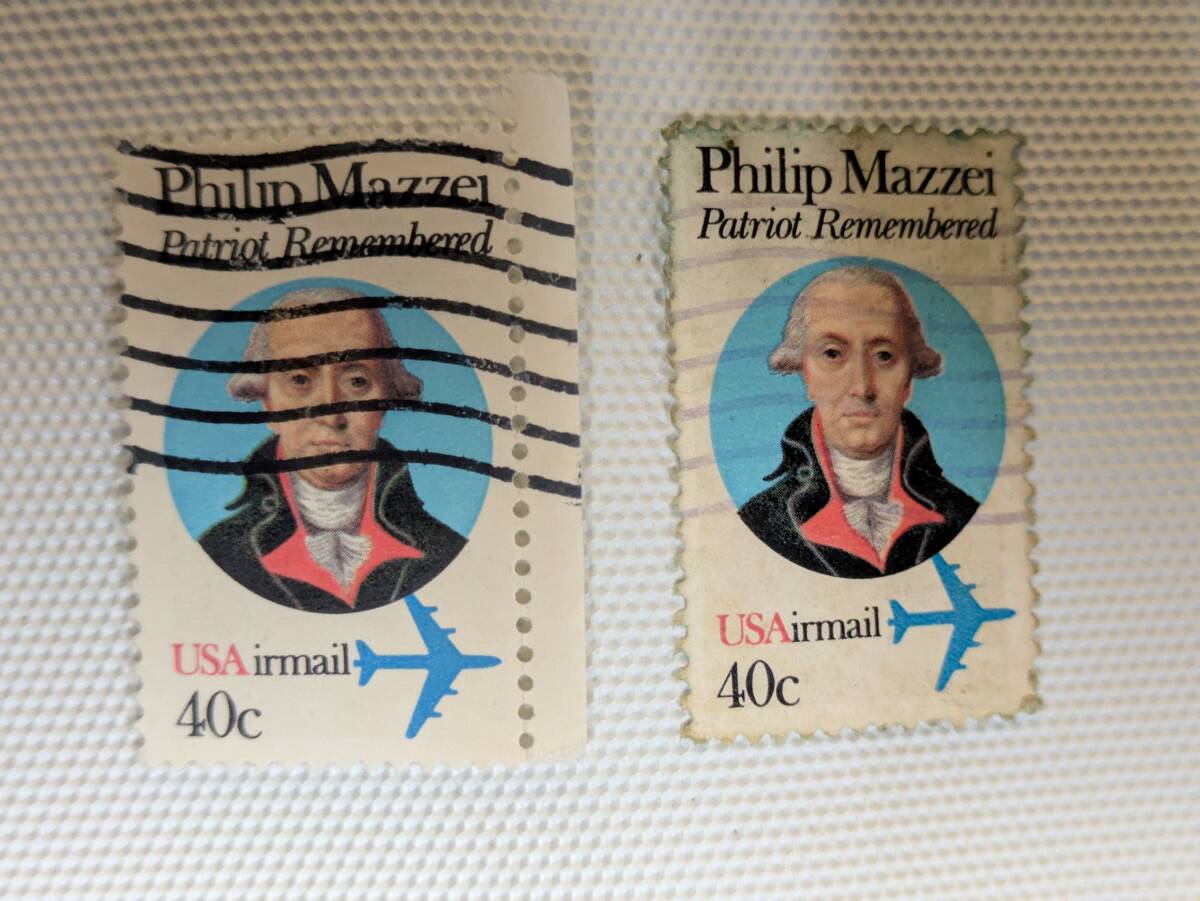 Philip Mazzei
Patriot Remembered
USAirmail
40c
Philip Mazzei
Patriot Remembered
USAirmail
40c